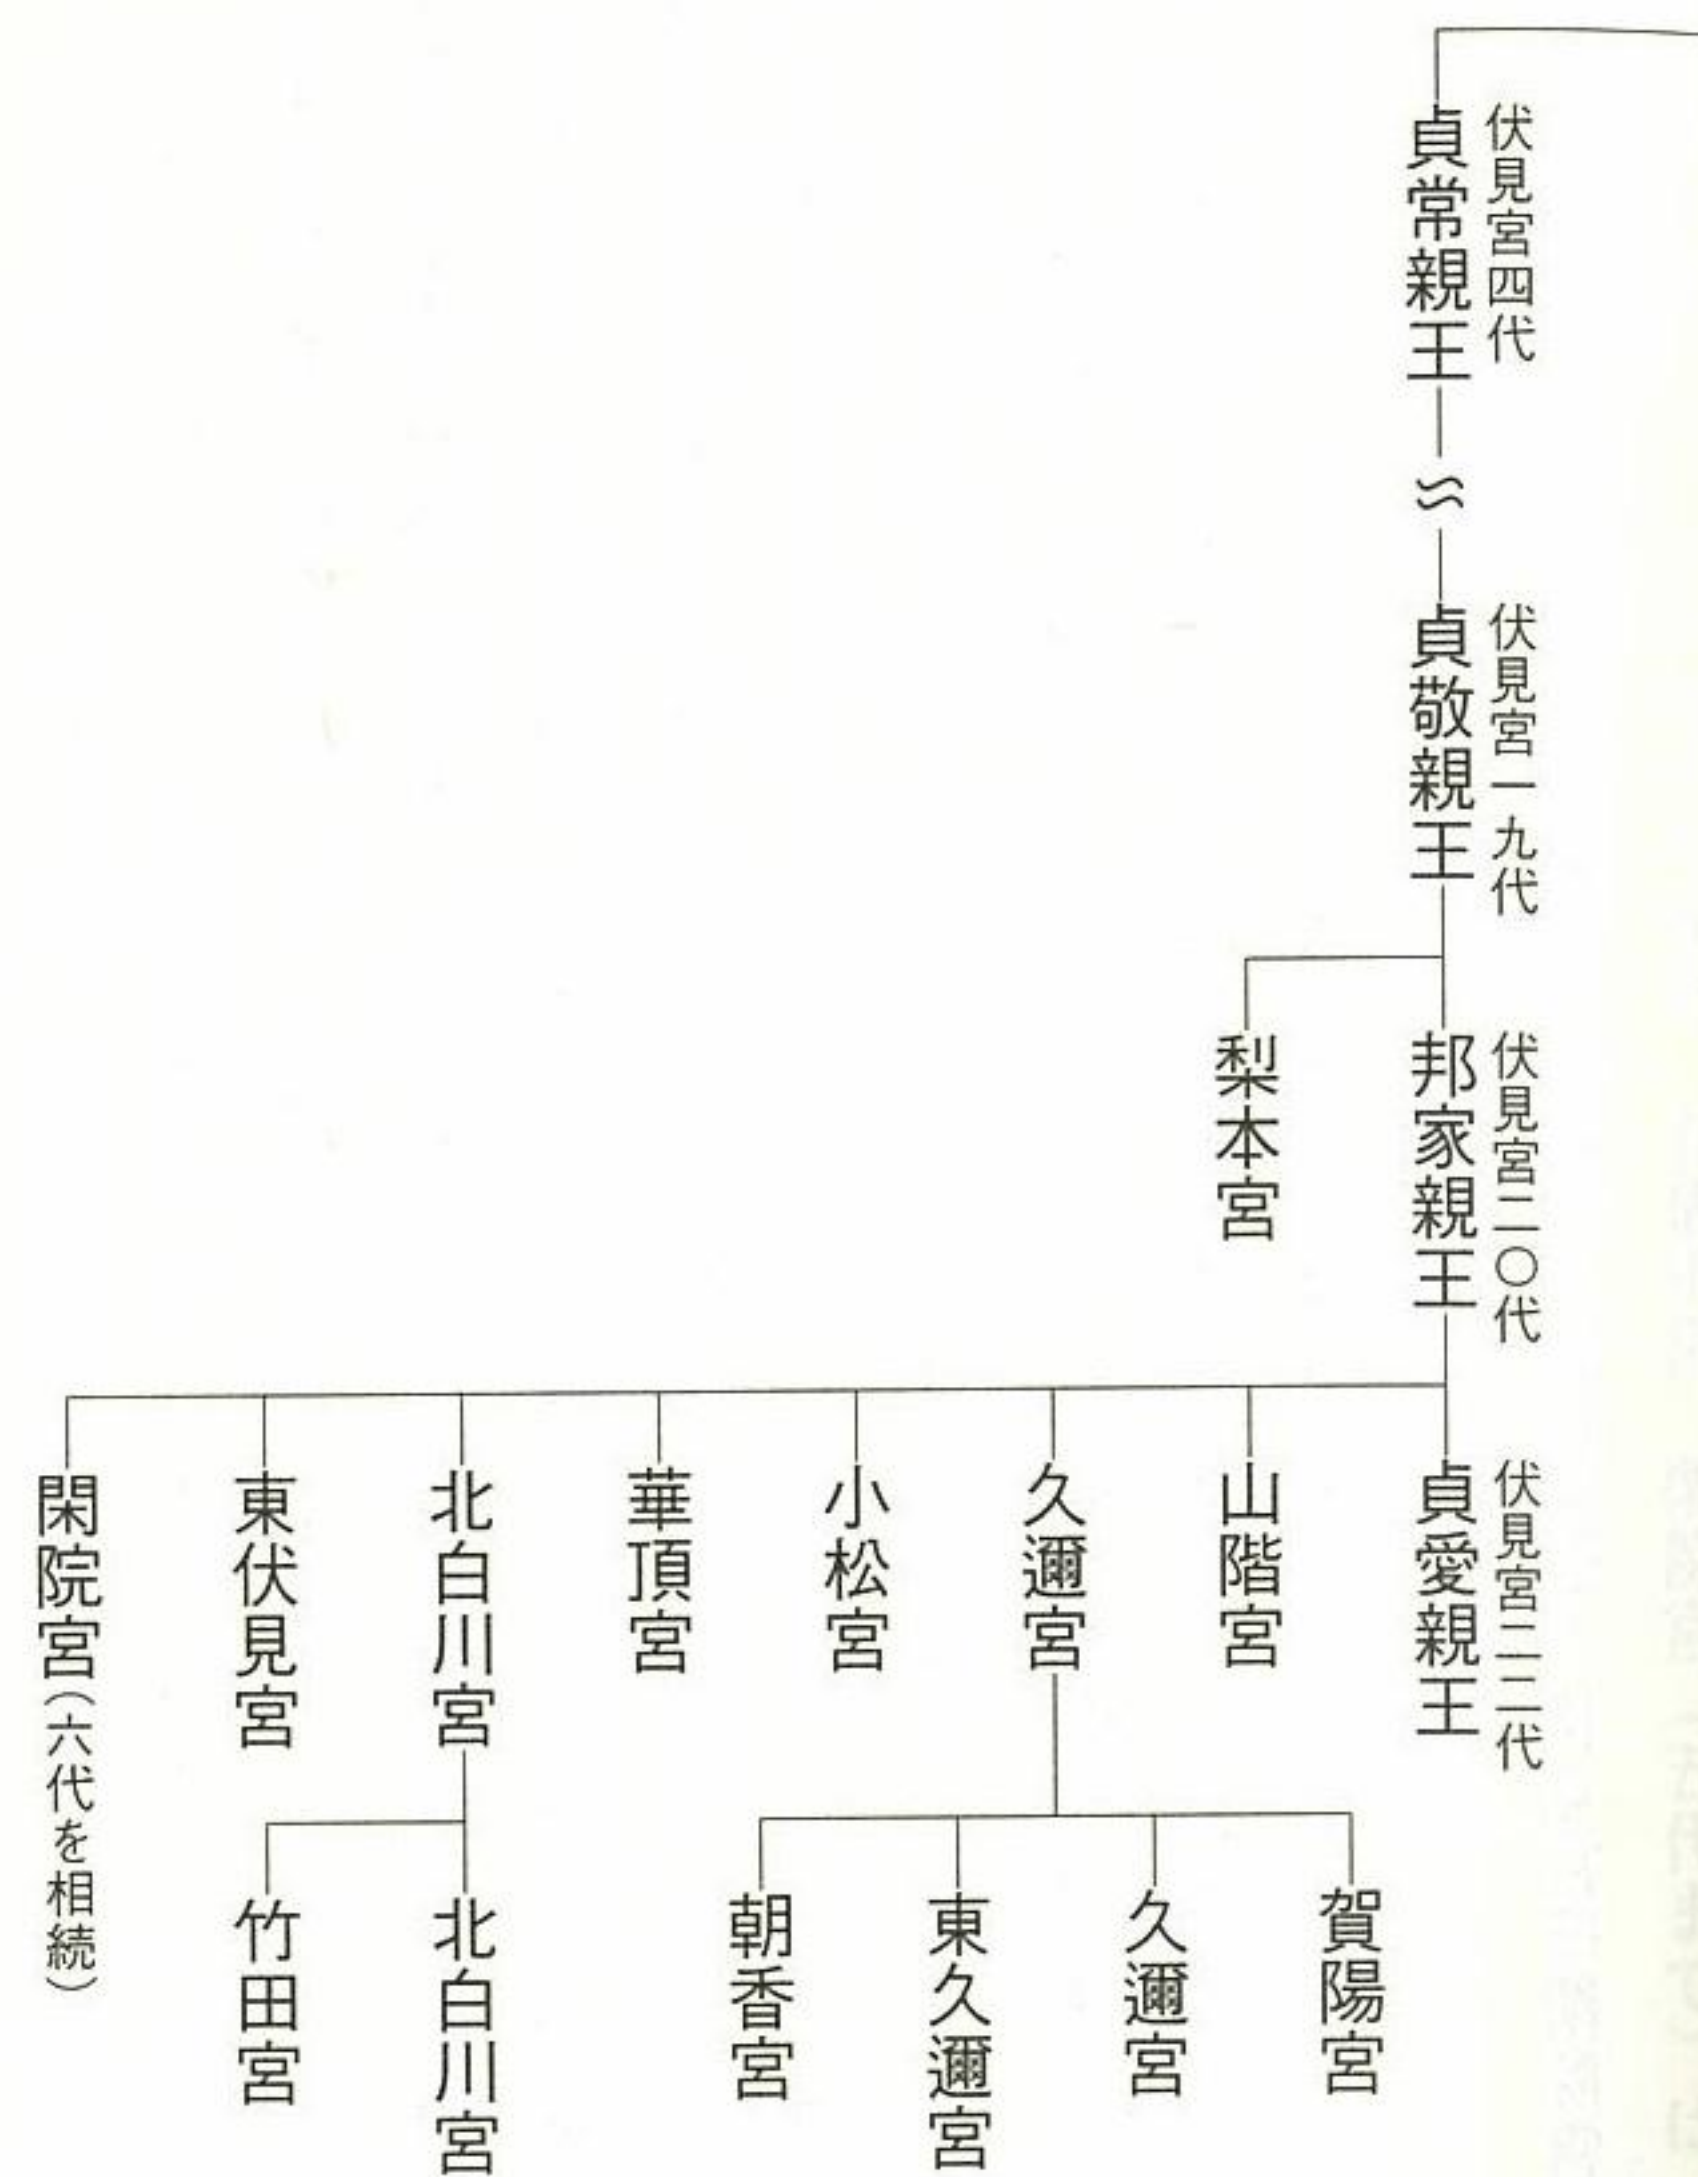 伏見宮四代
貞常親王
伏見宮一九代
貞敬親王
伏見宮二〇代
邦家親王
梨本宮
伏見宮二二代
貞愛親王
山階宮
久邇宮
小松宮
華頂宮
北白川宮
東伏見宮
閑院宮(六代を相続)
賀陽宮
久邇宮
東久邇宮
朝香宮
北白川宮
竹田宮